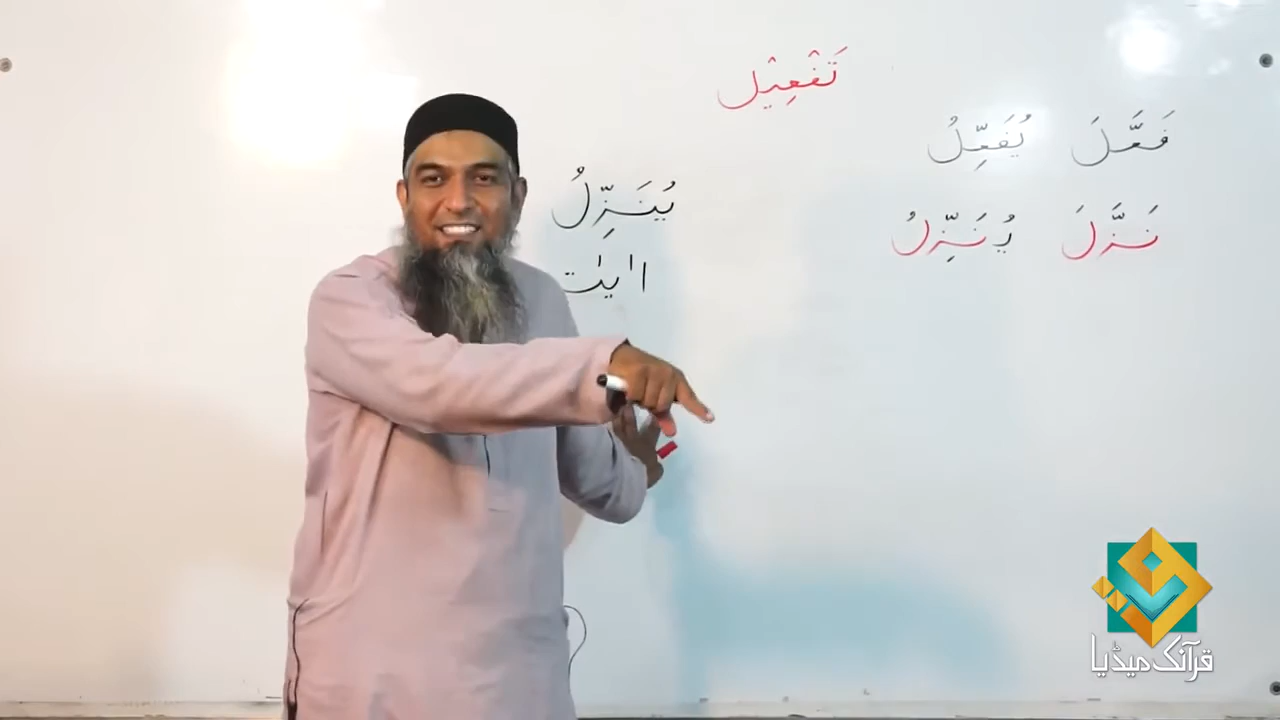 تَفْعِيْل
فَعَّلَ يُفَعِّلُ
نَزَّلَ يُنَزِّلُ
يُنَزِّلُ
اٰيٰت
قرآنک میڈیا